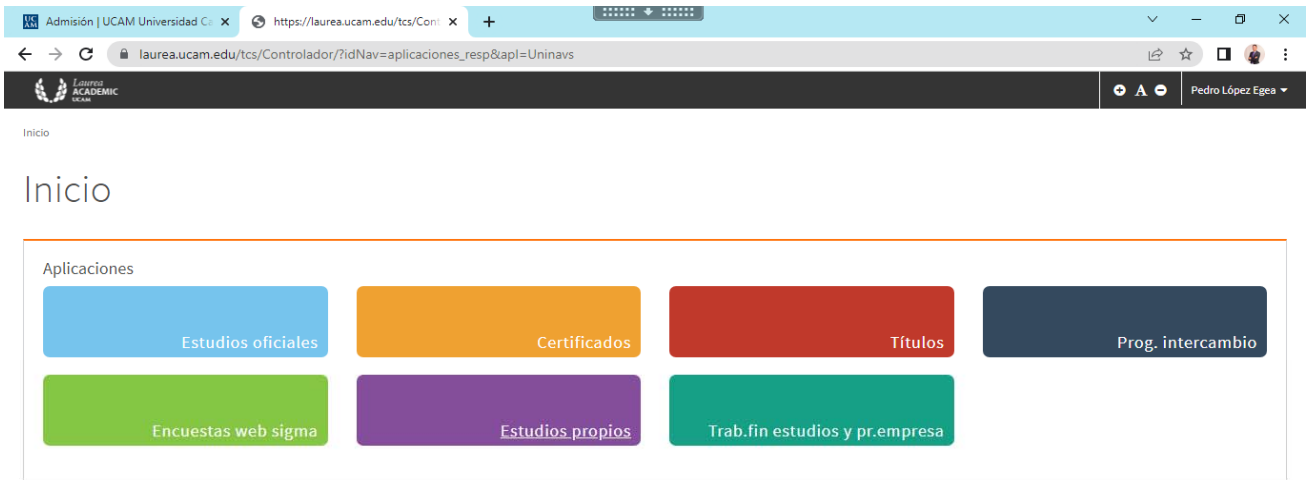 Admisión | UCAM Universidad Ca
https://laurea.ucam.edu/tcs/Cont
laurea.ucam.edu/tcs/Controlador/?idNav=aplicaciones_resp&apl=Uninavs
Laurea
ACADEMIC
UCAM
A
Pedro López Egea
Inicio
Inicio
Aplicaciones
Estudios oficiales
Certificados
Títulos
Prog. intercambio
Encuestas web sigma
Estudios propios
Trab.fin estudios y pr.empresa